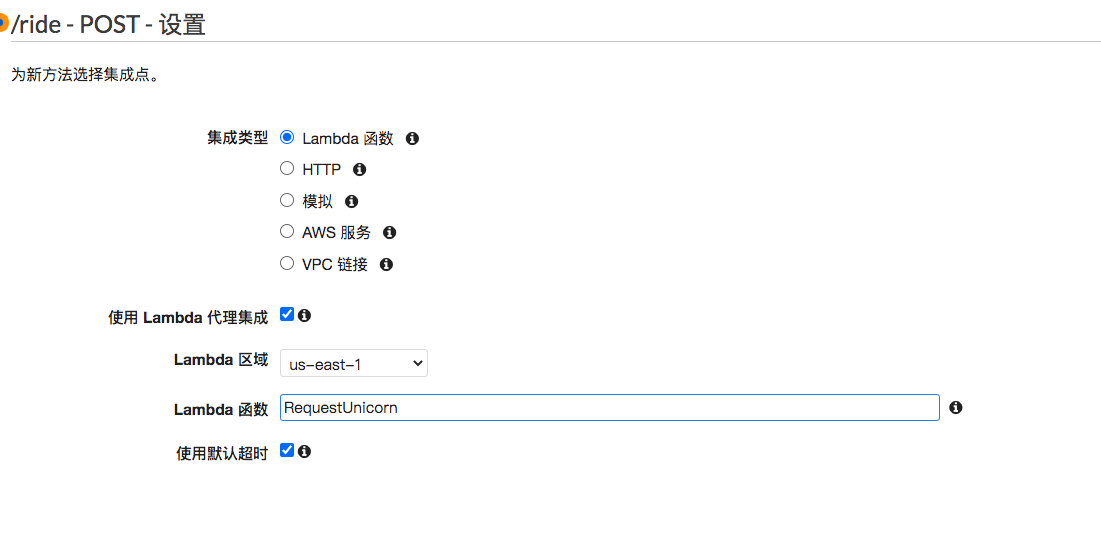 /ride - POST - 设置
为新方法选择集成点。
集成类型 Lambda 函数
HTTP
模拟
AWS 服务
VPC 链接
使用 Lambda 代理集成
Lambda 区域 us-east-1
Lambda 函数 RequestUnicorn
使用默认超时